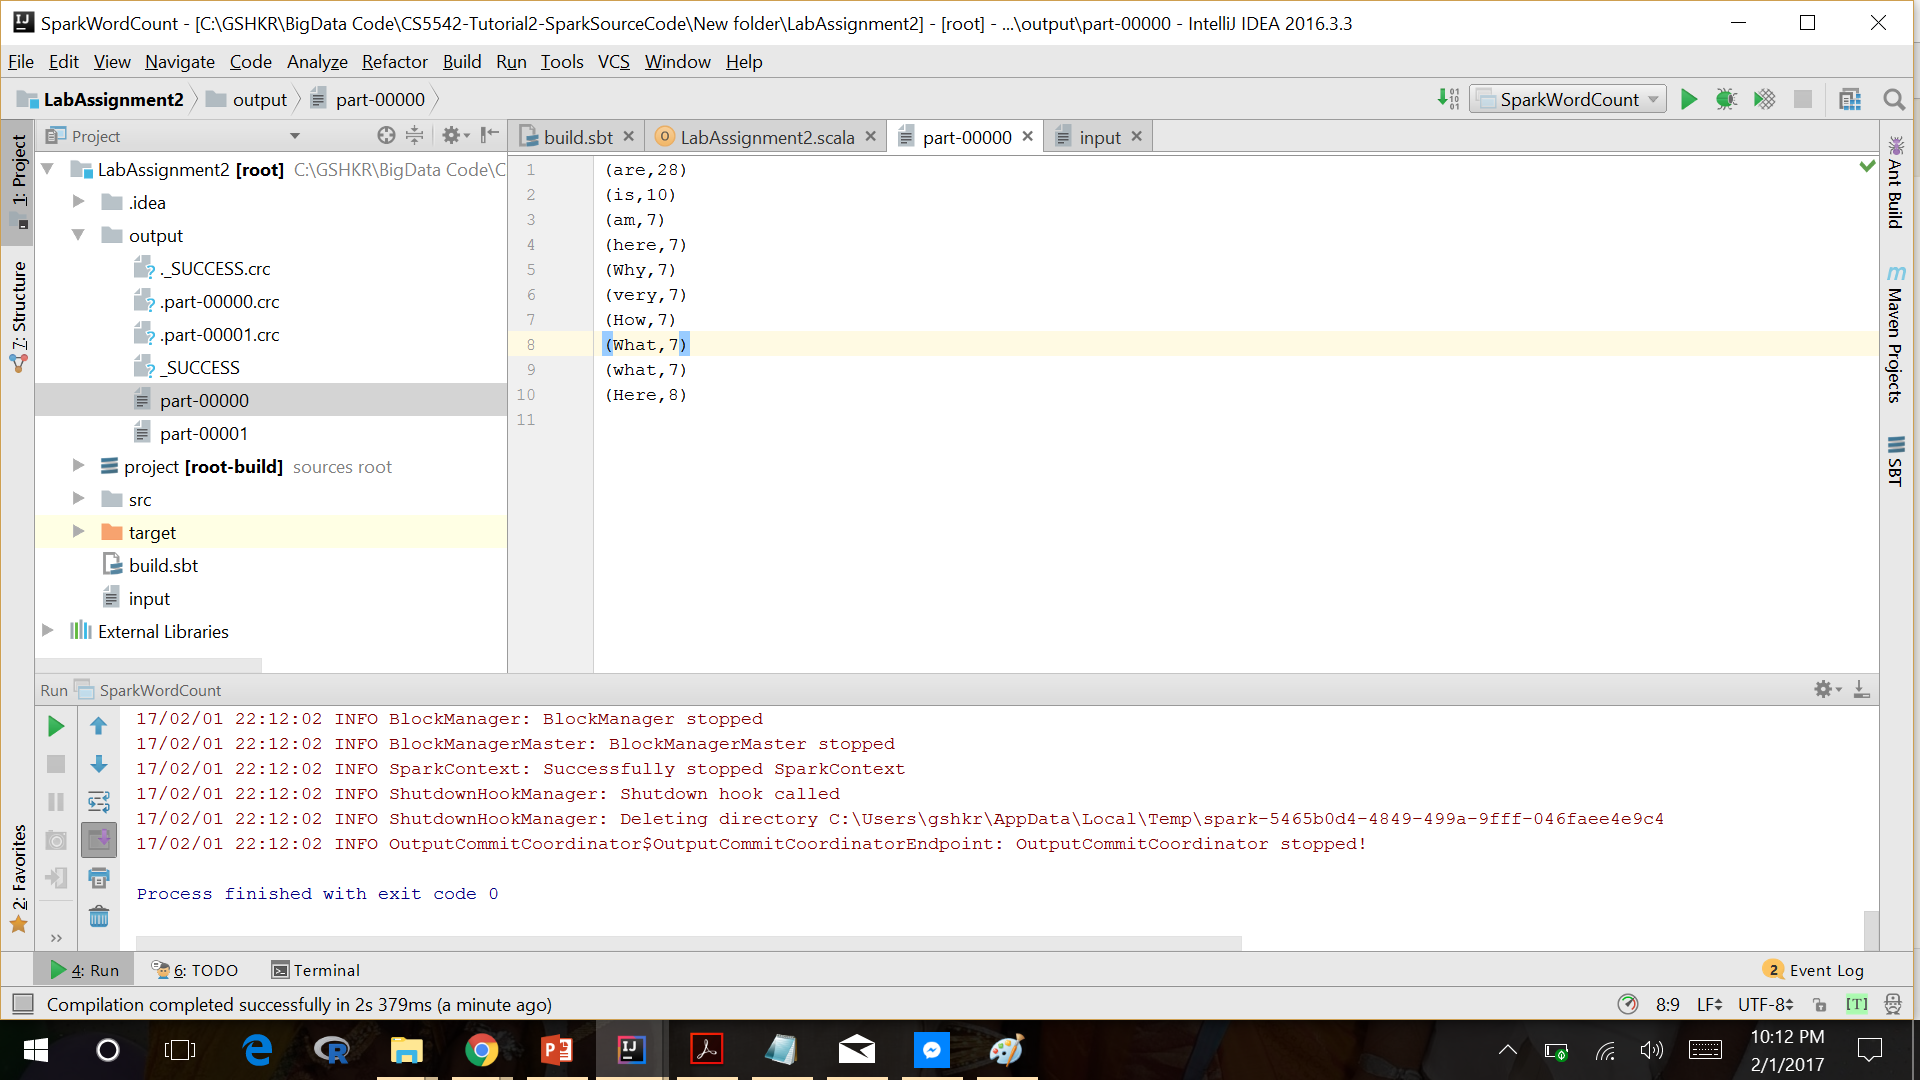 SparkWordCount - [C:\GSHKR\BigData Code\CS5542-Tutorial2-SparkSourceCode\New folder\LabAssignment2] - [root] - ...\output\part-00000 - IntelliJ IDEA 2016.3.3
File Edit View Navigate Code Analyze Refactor Build Run Tools VCS Window Help
LabAssignment2 output part-00000 SparkWordCount
Project
build.sbt LabAssignment2.scala part-00000 input
1: Project
7: Structure
2: Favorites
LabAssignment2 [root] C:\GSHKR\BigData Code\C
.idea
output
._SUCCESS.crc
.part-00000.crc
.part-00001.crc
_SUCCESS
part-00000
part-00001
project [root-build] sources root
src
target
build.sbt
input
External Libraries
1 (are,28)
2 (is,10)
3 (am,7)
4 (here,7)
5 (Why,7)
6 (very,7)
7 (How,7)
8 (What,7)
9 (what,7)
10 (Here,8)
11
Ant Build
Maven Projects
SBT
Run SparkWordCount
17/02/01 22:12:02 INFO BlockManager: BlockManager stopped
17/02/01 22:12:02 INFO BlockManagerMaster: BlockManagerMaster stopped
17/02/01 22:12:02 INFO SparkContext: Successfully stopped SparkContext
17/02/01 22:12:02 INFO ShutdownHookManager: Shutdown hook called
17/02/01 22:12:02 INFO ShutdownHookManager: Deleting directory C:\Users\gshkr\AppData\Local\Temp\spark-5465b0d4-4849-499a-9fff-046faee4e9c4
17/02/01 22:12:02 INFO OutputCommitCoordinator$OutputCommitCoordinatorEndpoint: OutputCommitCoordinator stopped!
Process finished with exit code 0
4: Run 6: TODO Terminal 2 Event Log
Compilation completed successfully in 2s 379ms (a minute ago) 8:9 LF UTF-8 [T]
10:12 PM
2/1/2017